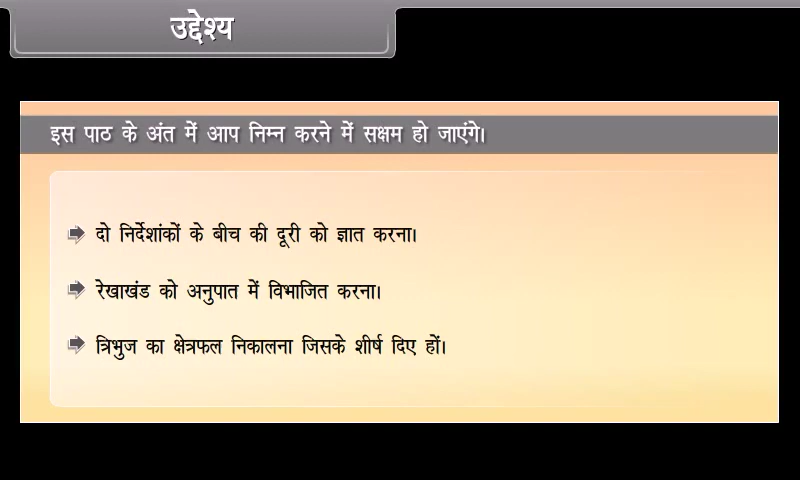 उद्देश्य
इस पाठ के अंत में आप निम्न करने में सक्षम हो जाएंगे।
दो निर्देशांकों के बीच की दूरी को ज्ञात करना।
रेखाखंड को अनुपात में विभाजित करना।
त्रिभुज का क्षेत्रफल निकालना जिसके शीर्ष दिए हों।